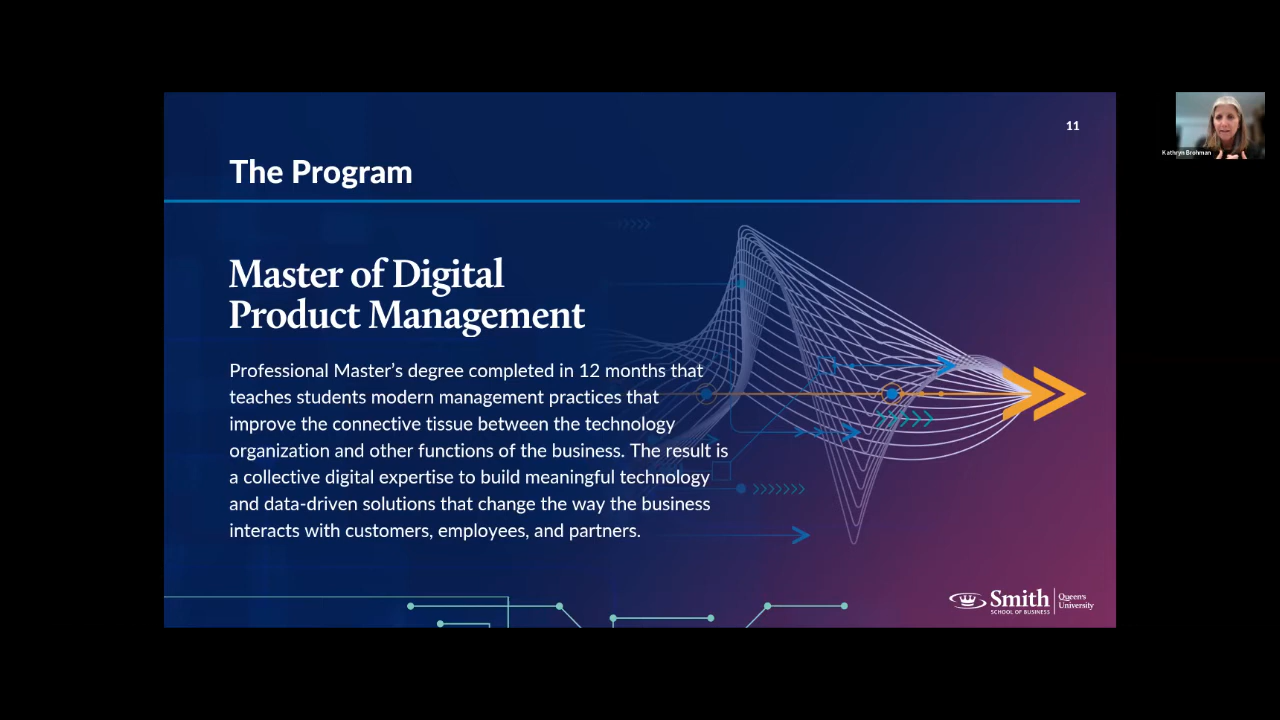 11
Kathryn Brohman
The Program
Master of Digital
Product Management
Professional Master's degree completed in 12 months that
teaches students modern management practices that
improve the connective tissue between the technology
organization and other functions of the business. The result is
a collective digital expertise to build meaningful technology
and data-driven solutions that change the way the business
interacts with customers, employees, and partners.
Smith
SCHOOL OF BUSINESS
Queen's
University